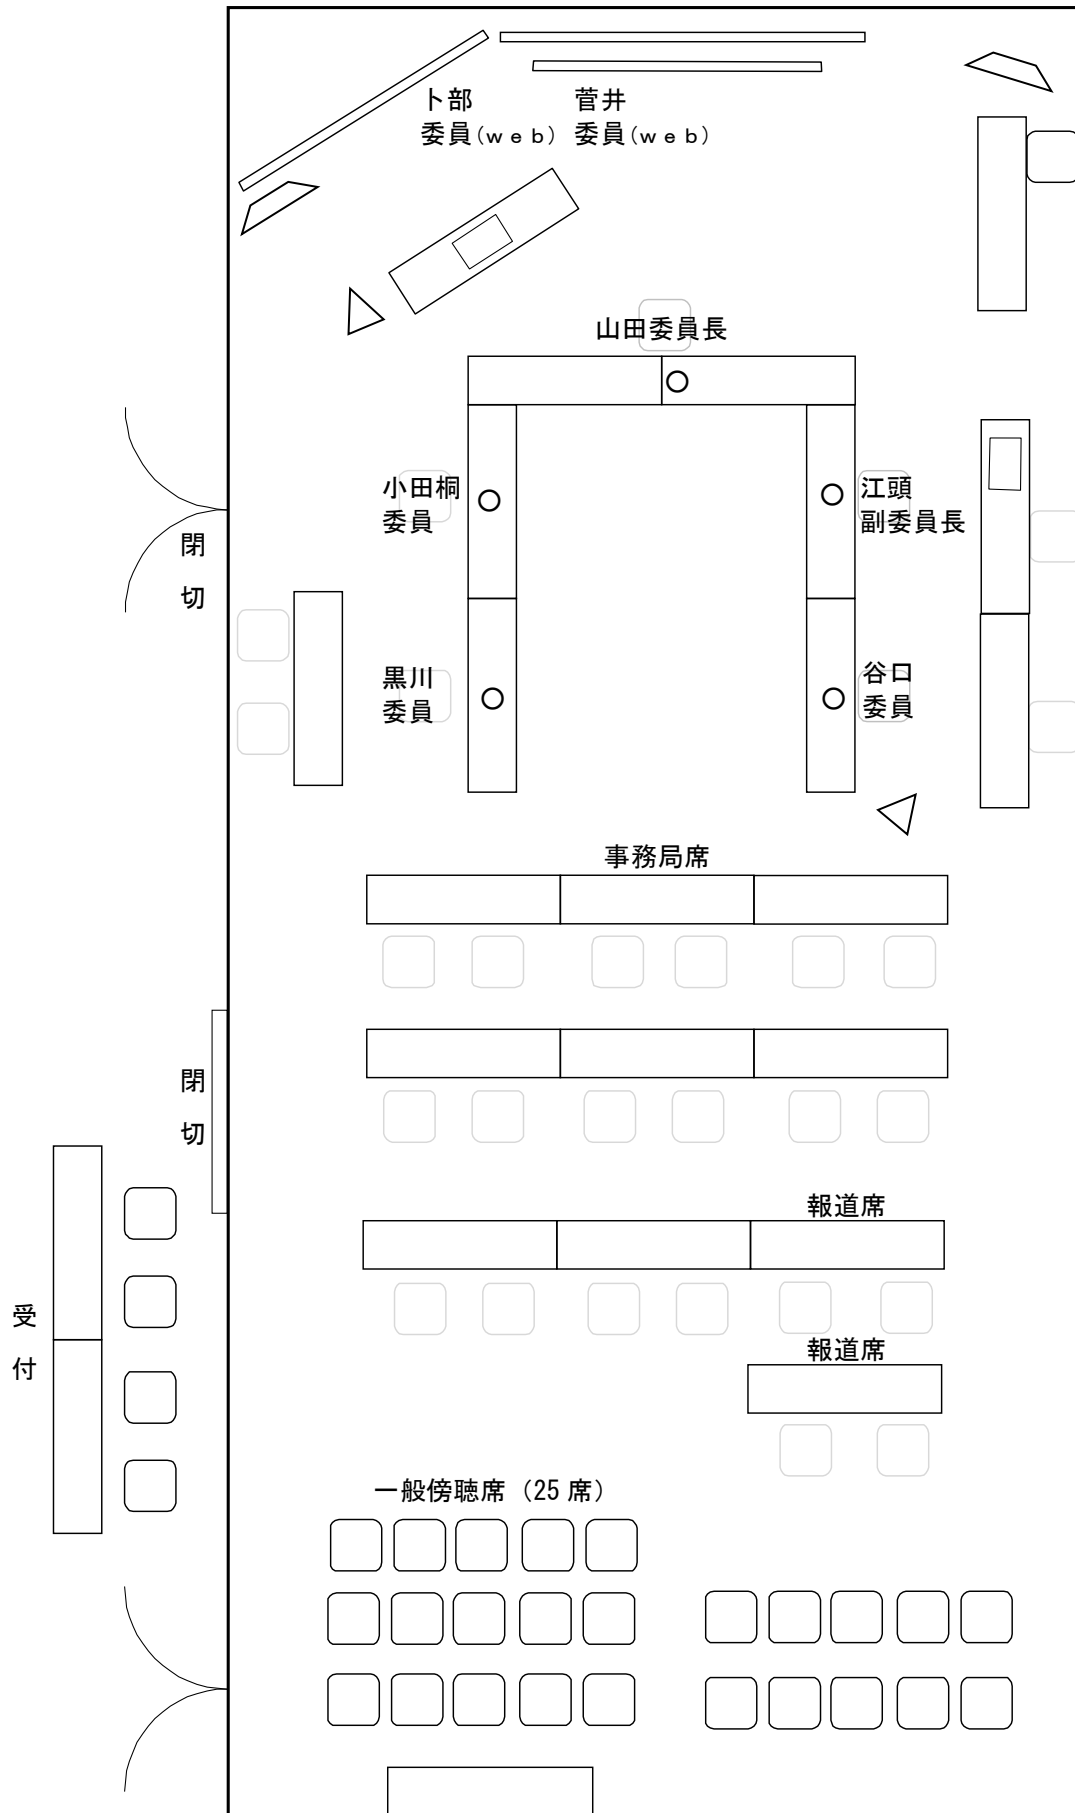 卜部
委員(ｗｅｂ)
菅井
委員(ｗｅｂ)
山田委員長
小田桐
委員
江頭
副委員長
閉
切
黒川
委員
谷口
委員
事務局席
閉
切
報道席
受
付
報道席
一般傍聴席（25 席）